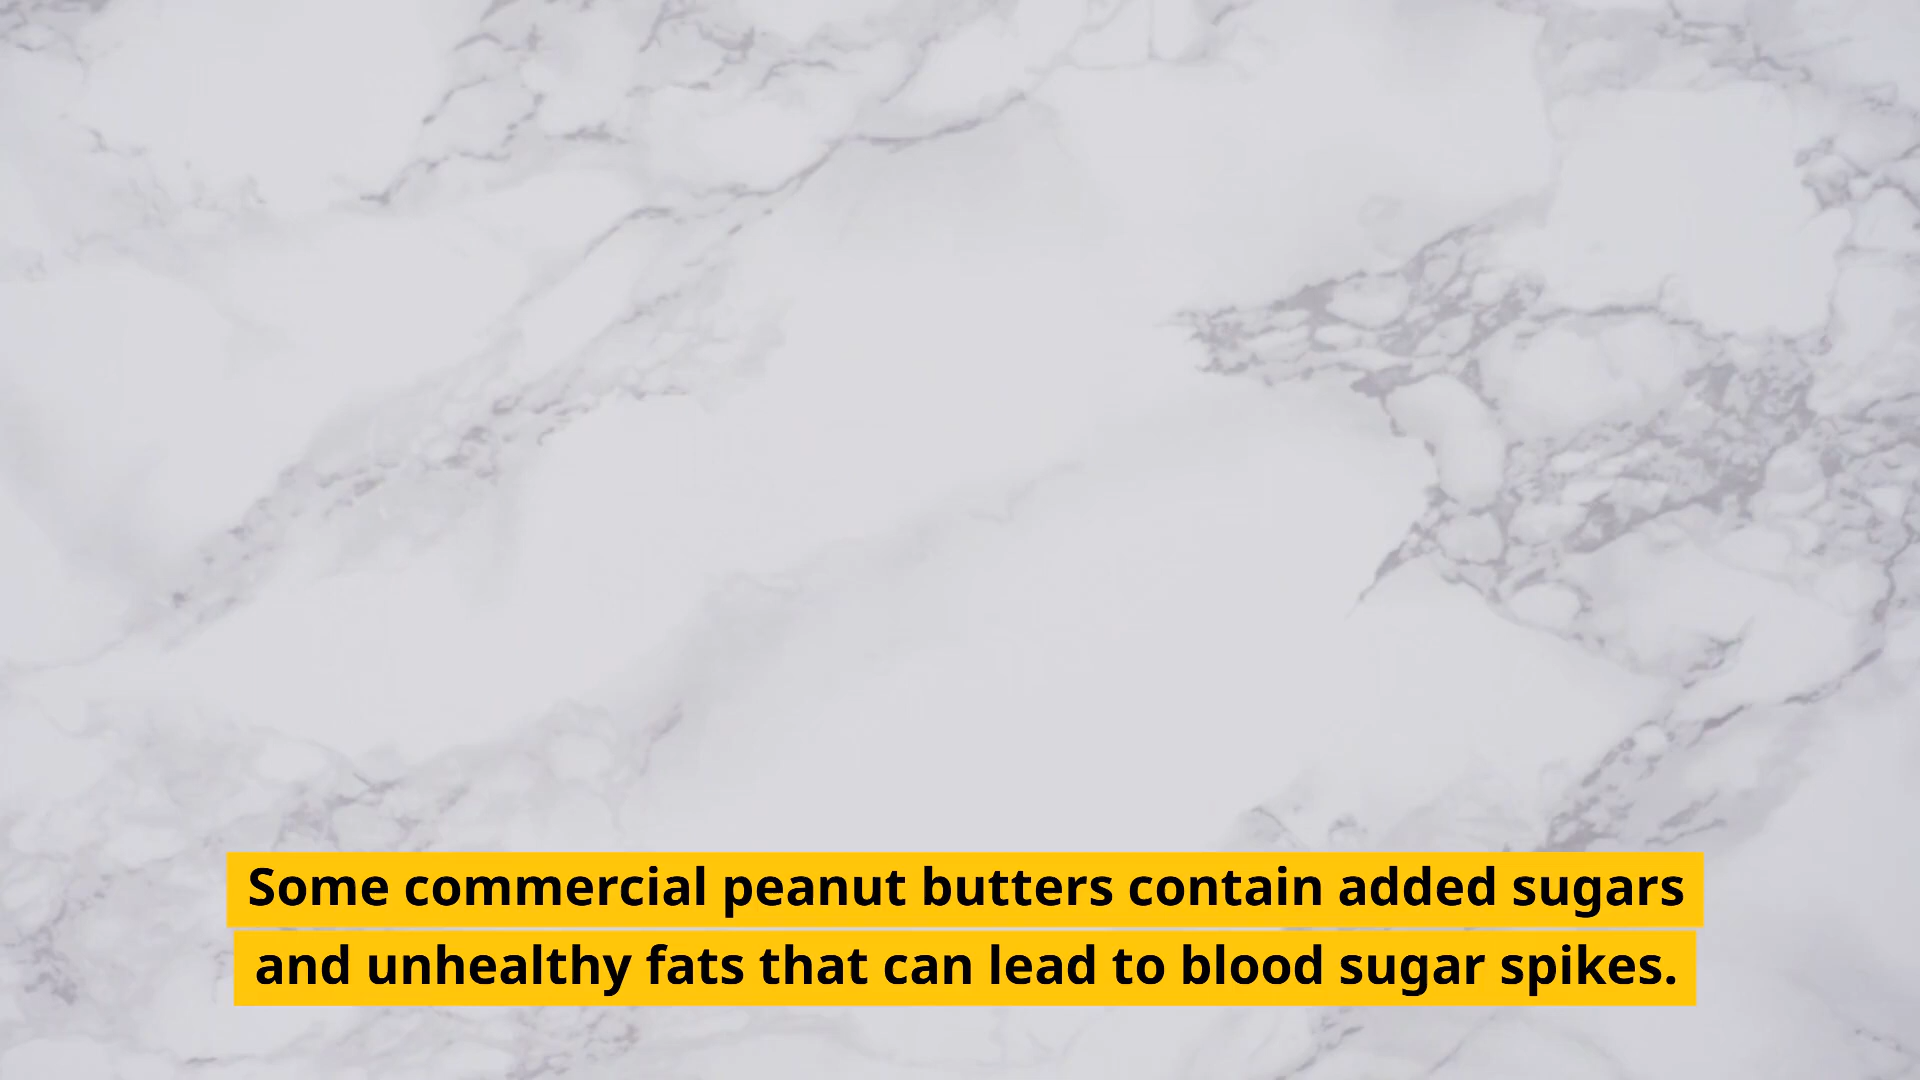 Some commercial peanut butters contain added sugars
and unhealthy fats that can lead to blood sugar spikes.